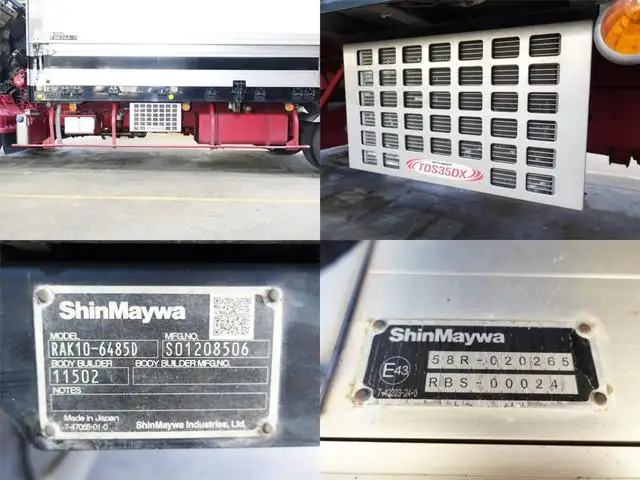 TDS35DX
ShinMaywa
MODEL MFG.NO.
RAK10-6485D S01208506
BODY BUILDER BODY BUILDER MFG.NO.
11502
NOTES
Made in Japan
7-47065-01-0 ShinMaywa Industries, Ltd.
ShinMaywa
E43
58R-020265
RBS-00024